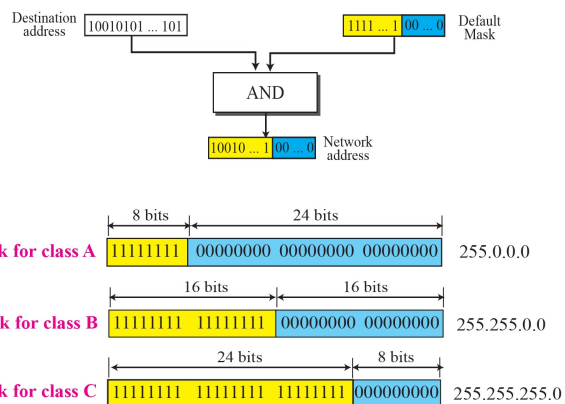 Destination address
10010101 ... 101
1111 ... 1 00 ... 0
Default Mask
AND
10010 ... 1 00 ... 0
Network address
8 bits 24 bits
k for class A 11111111 00000000 00000000 00000000 255.0.0.0
16 bits 16 bits
k for class B 11111111 11111111 00000000 00000000 255.255.0.0
24 bits 8 bits
k for class C 11111111 11111111 11111111 000000000 255.255.255.0